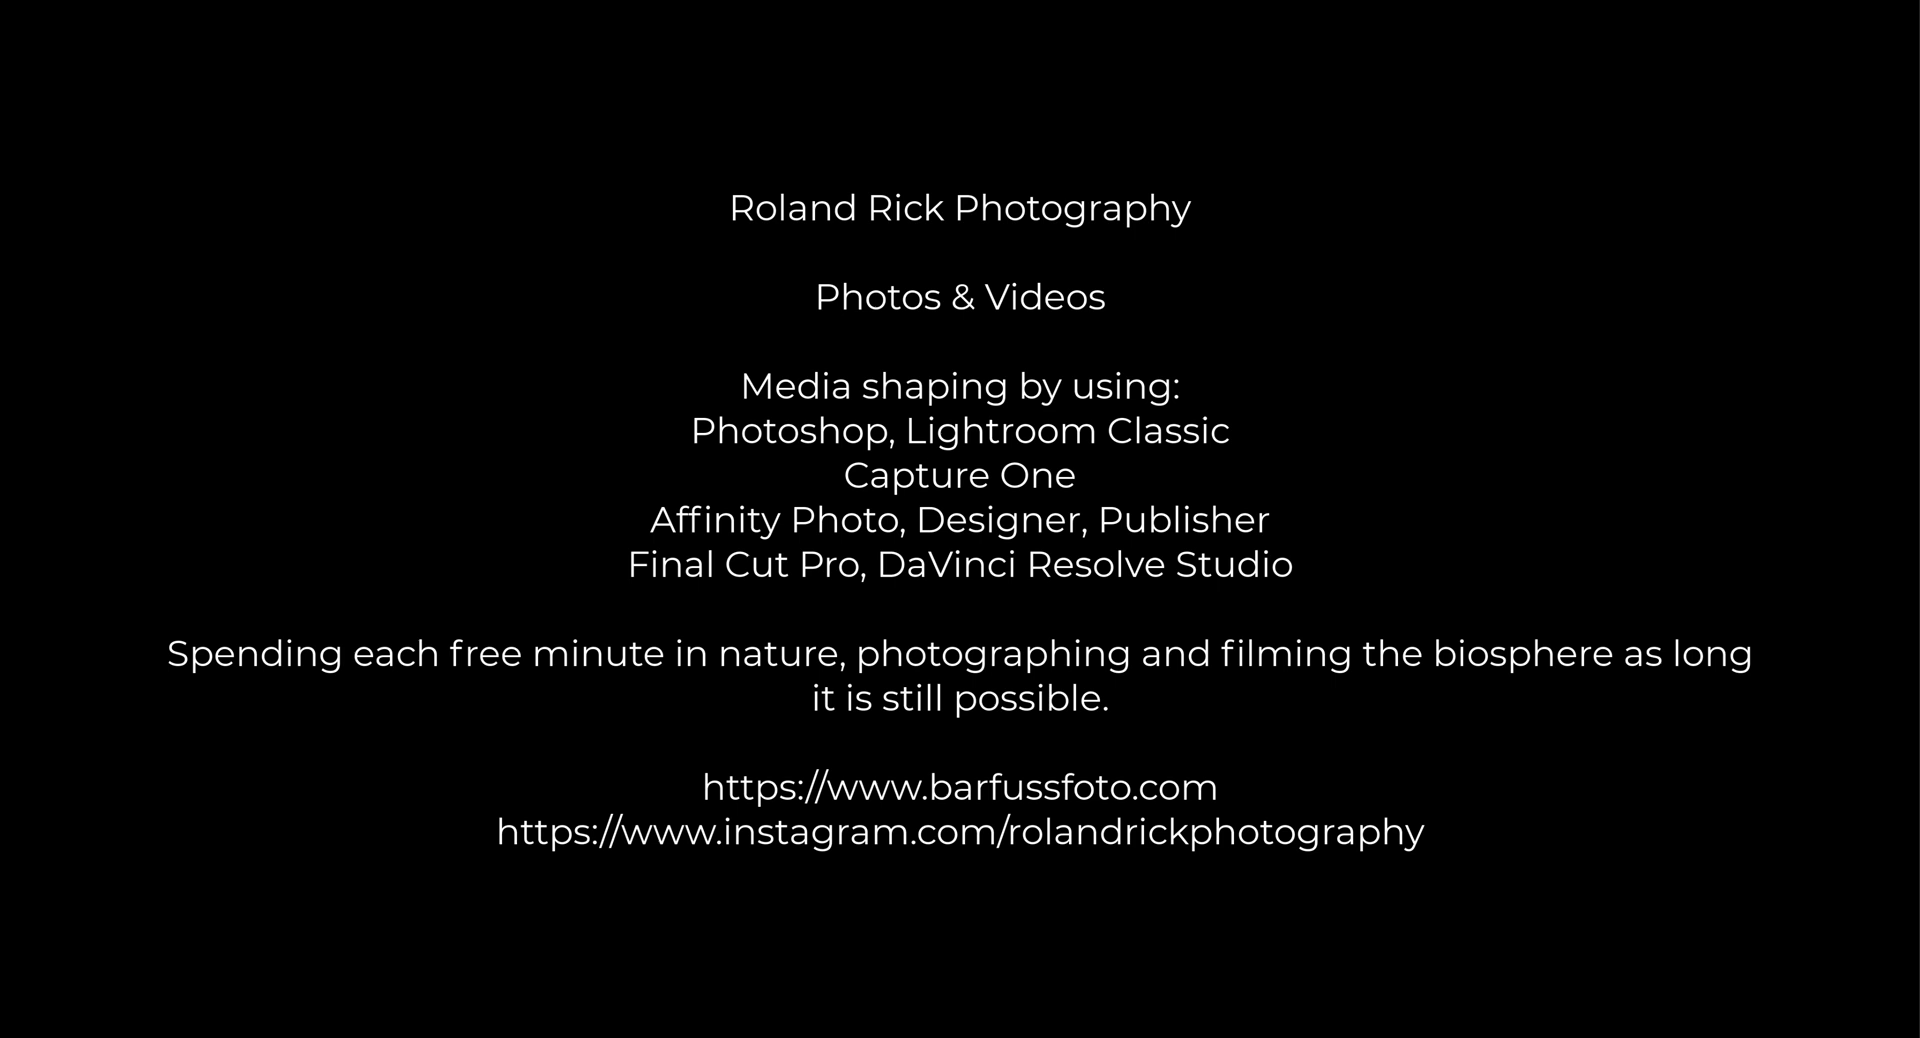 Roland Rick Photography
Photos & Videos
Media shaping by using:
Photoshop, Lightroom Classic
Capture One
Affinity Photo, Designer, Publisher
Final Cut Pro, DaVinci Resolve Studio
Spending each free minute in nature, photographing and filming the biosphere as long
it is still possible.
https://www.barfussfoto.com
https://www.instagram.com/rolandrickphotography